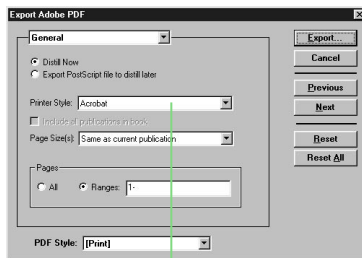 Export Adobe PDF
General
Distill Now
Export PostScript file to distill later
Printer Style: Acrobat
Include all publications in book
Page Size(s): Same as current publication
Pages
All
Ranges: 1-
PDF Style: [Print]
Export...
Cancel
Previous
Next
Reset
Reset All